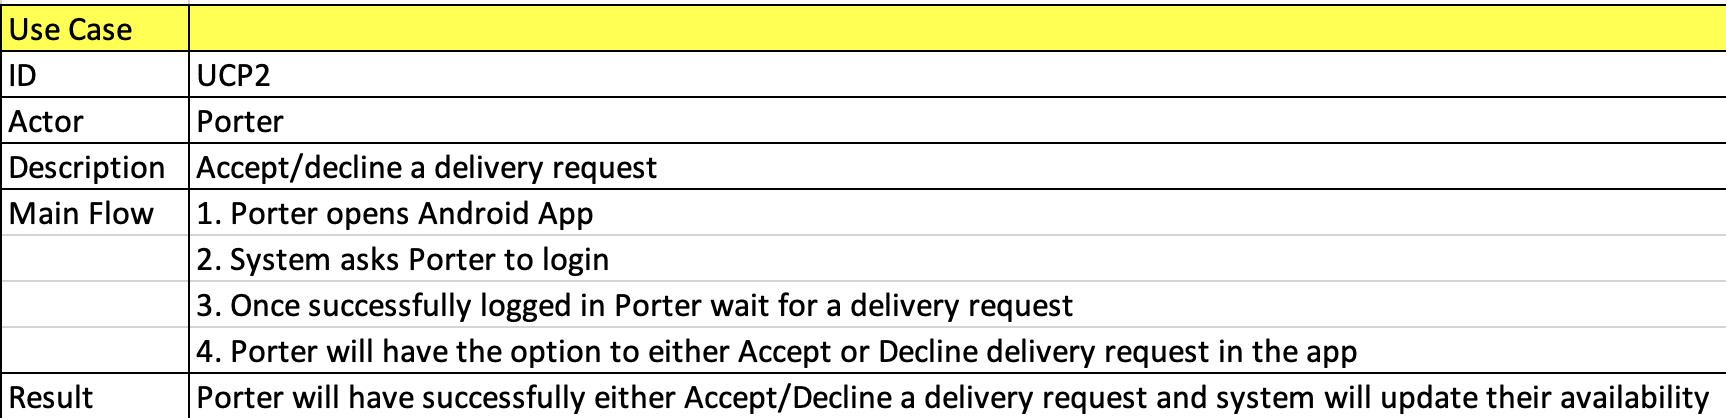 Use Case
ID UCP2
Actor Porter
Description Accept/decline a delivery request
Main Flow 1. Porter opens Android App
2. System asks Porter to login
3. Once successfully logged in Porter wait for a delivery request
4. Porter will have the option to either Accept or Decline delivery request in the app
Result Porter will have successfully either Accept/Decline a delivery request and system will update their availability